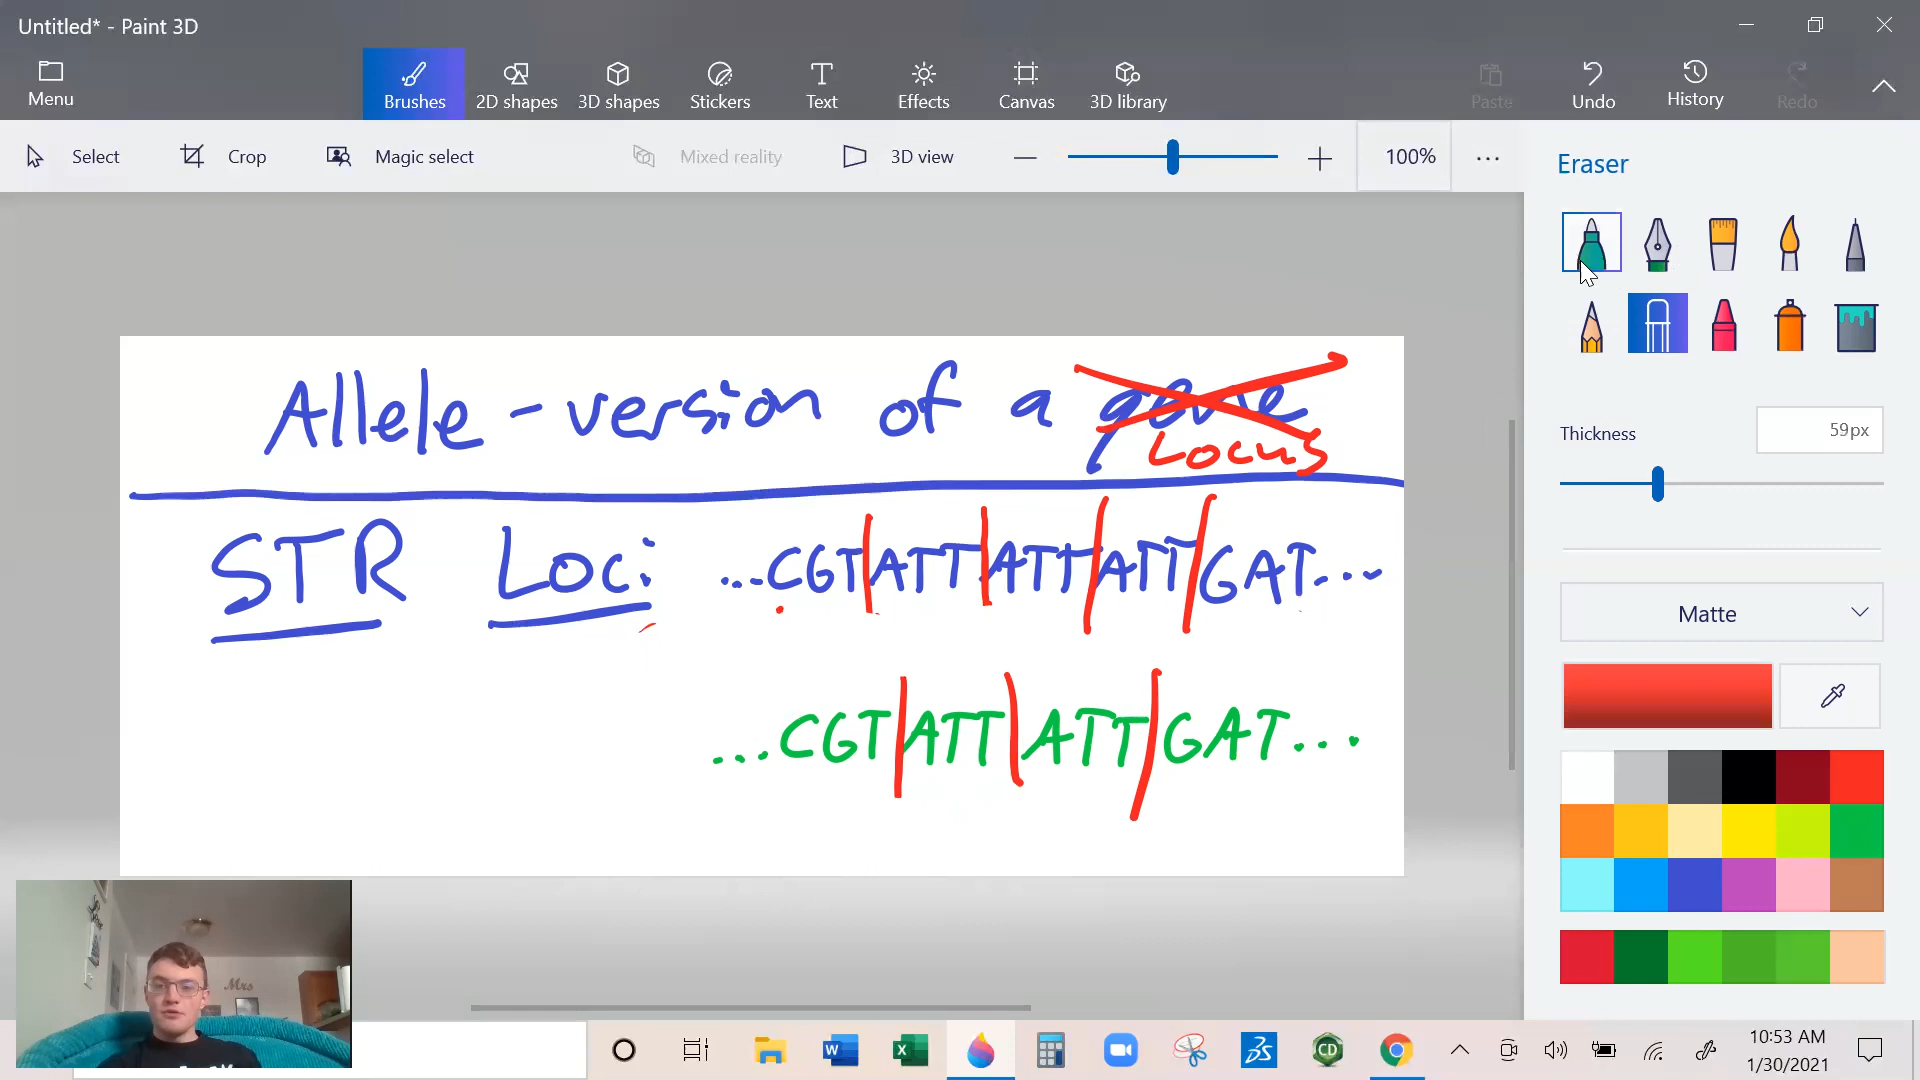 Untitled* - Paint 3D
Menu
Brushes 2D shapes 3D shapes Stickers Text Effects Canvas 3D library Paste Undo History Redo
Select Crop Magic select Mixed reality 3D view 100%
Eraser
Thickness 59px
Matte
Allele - version of a gene
Locus
STR Loci ...CGT|ATT|ATT|ATT|GAT...
...CGT|ATT|ATT|GAT...
Mrs
10:53 AM
1/30/2021
W
X
CD